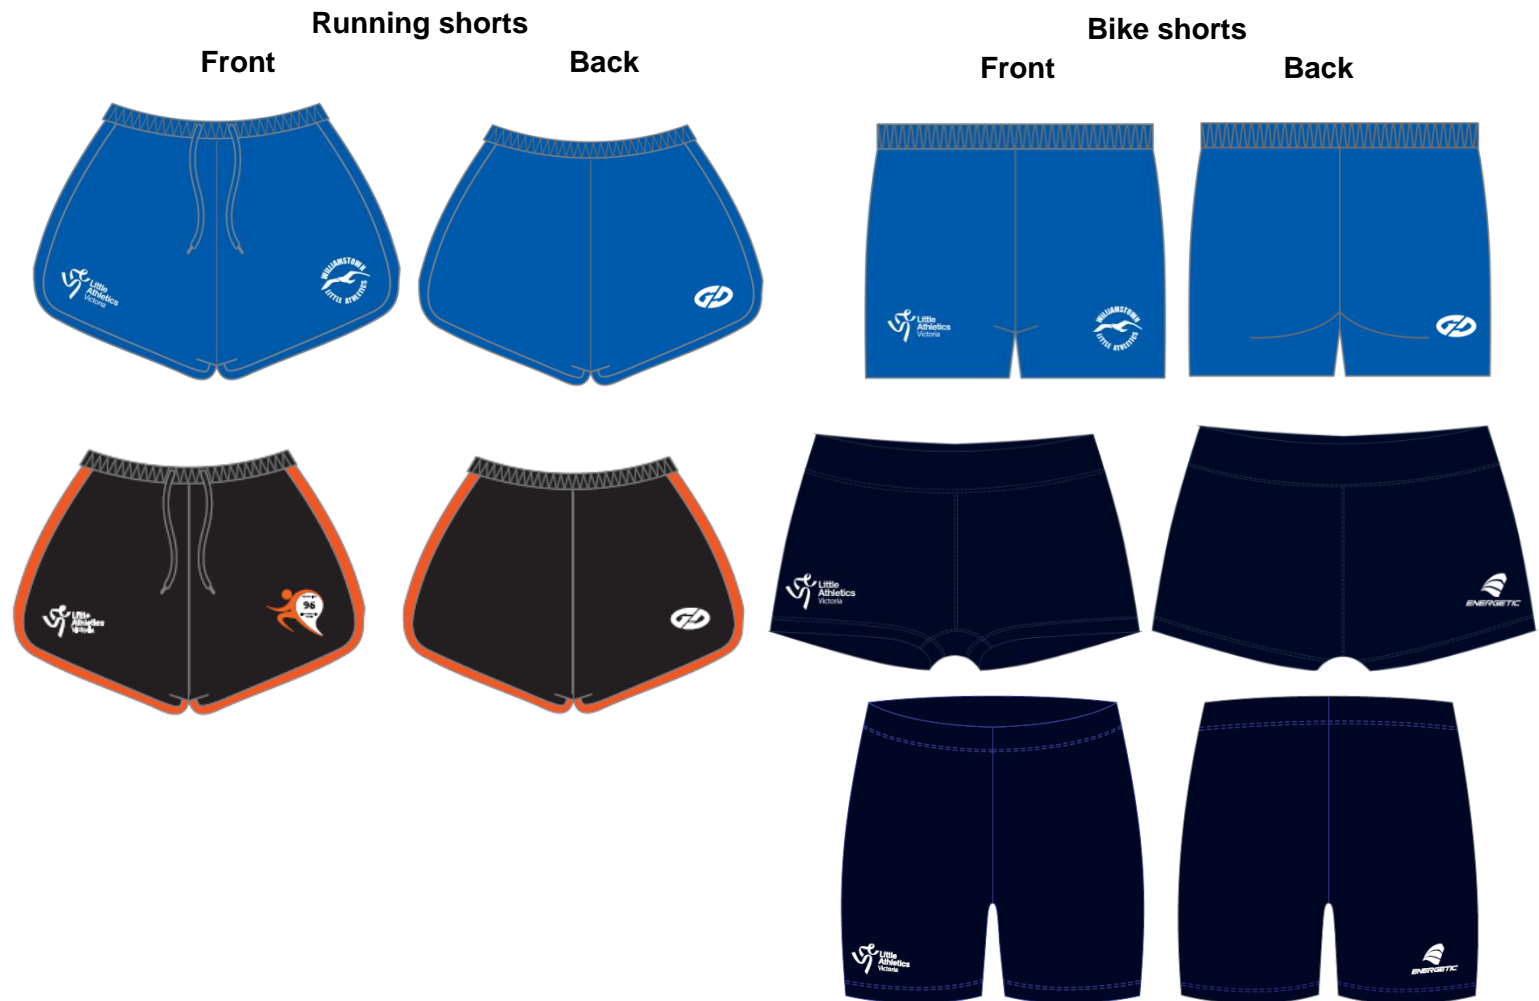 Running shorts
Bike shorts
Front
Back
Front
Back
Little
Athletics
Victoria
WILLIAMSTOWN
LITTLE ATHLETICS
Little
Athletics
Victoria
WILLIAMSTOWN
LITTLE ATHLETICS
Little
Athletics
Victoria
96
Little
Athletics
Victoria
ENERGETIC
Little
Athletics
Victoria
ENERGETIC